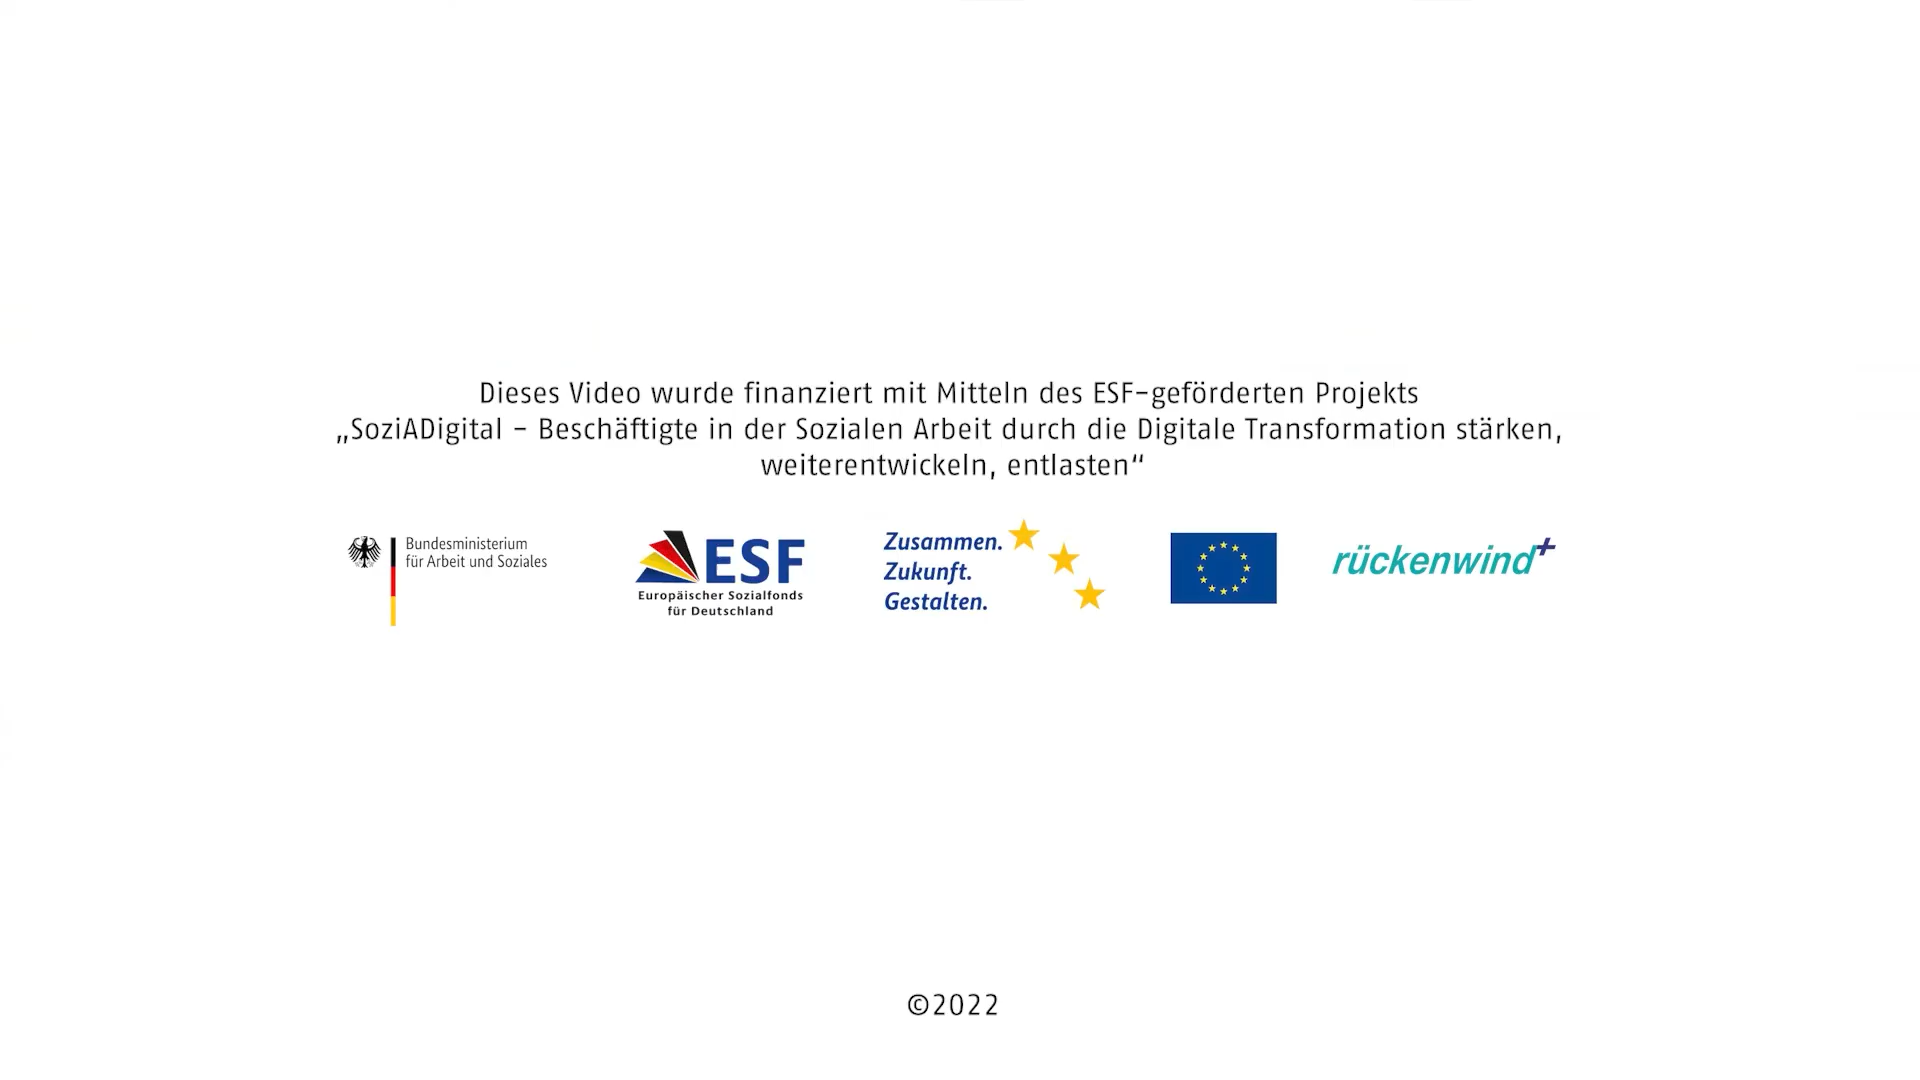 Dieses Video wurde finanziert mit Mitteln des ESF-geförderten Projekts
„SoziADigital - Beschäftigte in der Sozialen Arbeit durch die Digitale Transformation stärken,
weiterentwickeln, entlasten“
Bundesministerium
für Arbeit und Soziales
ESF
Europäischer Sozialfonds
für Deutschland
Zusammen.
Zukunft.
Gestalten.
rückenwind+
©2022